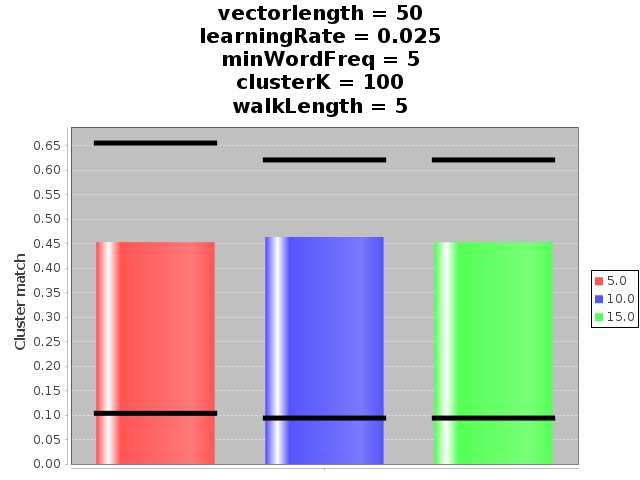 vectorlength = 50
learningRate = 0.025
minWordFreq = 5
clusterK = 100
walkLength = 5
0.65
0.60
0.55
0.50
0.45
0.40
0.35
0.30
0.25
0.20
0.15
0.10
0.05
0.00
Cluster match
5.0
10.0
15.0